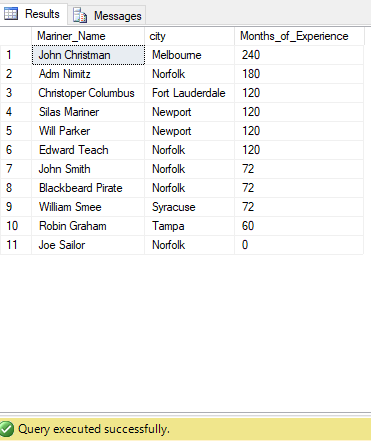 Results Messages
Mariner_Name city Months_of_Experience
1 John Christman Melbourne 240
2 Adm Nimitz Norfolk 180
3 Christoper Columbus Fort Lauderdale 120
4 Silas Mariner Newport 120
5 Will Parker Newport 120
6 Edward Teach Norfolk 120
7 John Smith Norfolk 72
8 Blackbeard Pirate Norfolk 72
9 William Smee Syracuse 72
10 Robin Graham Tampa 60
11 Joe Sailor Norfolk 0
Query executed successfully.